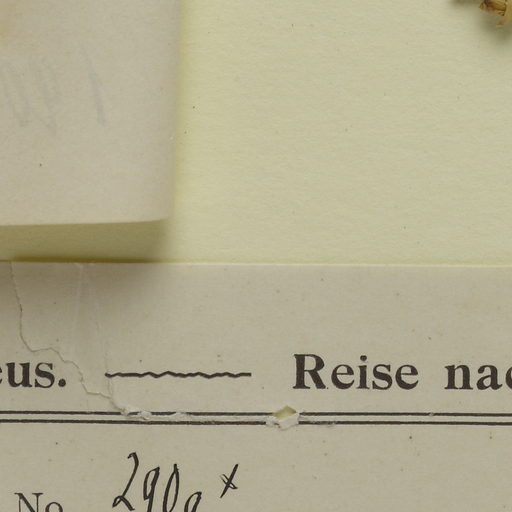 eus. Reise nac
No. 290a x